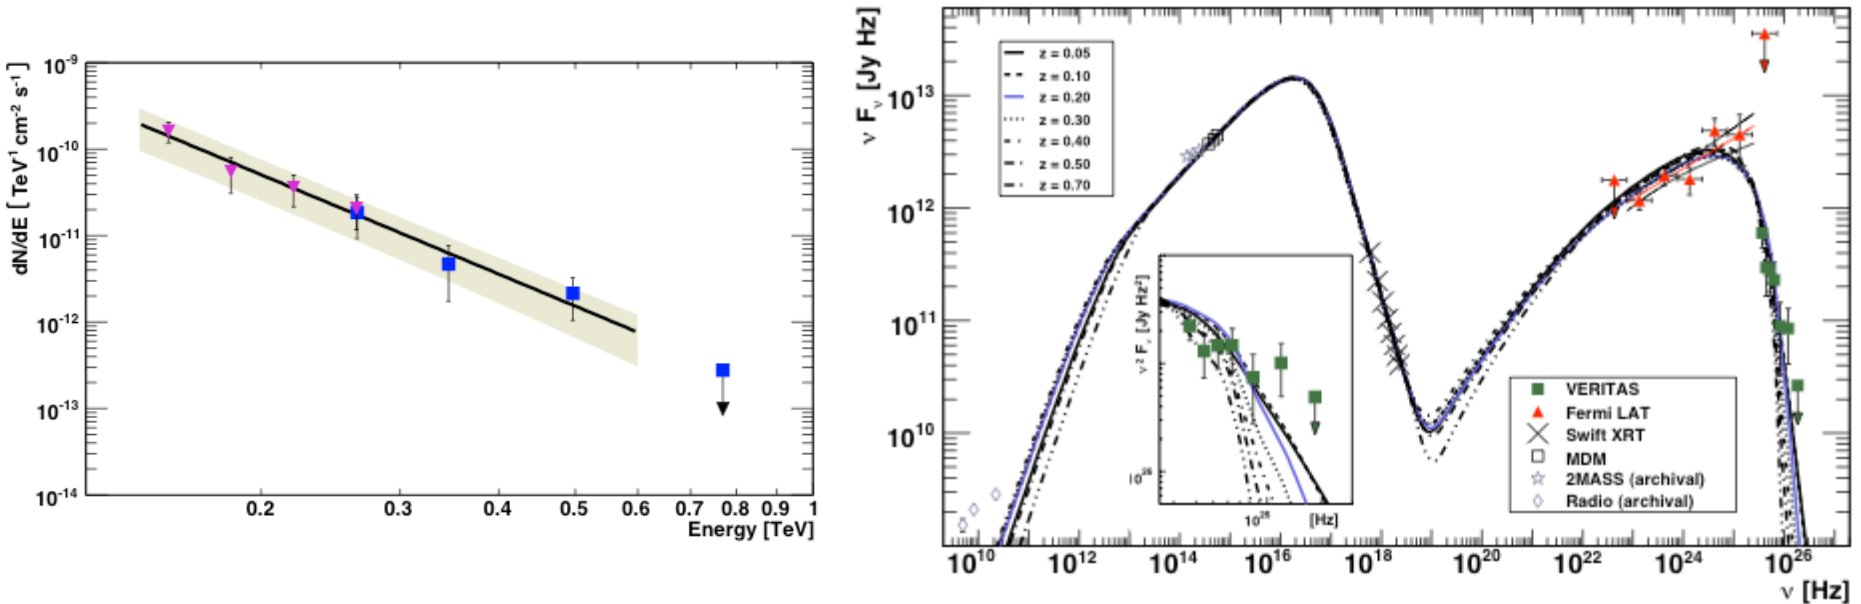 dN/dE [ TeV⁻¹ cm⁻² s⁻¹ ]
10⁻⁹
10⁻¹⁰
10⁻¹¹
10⁻¹²
10⁻¹³
10⁻¹⁴
0.2 0.3 0.4 0.5 0.6 0.7 0.8 0.9 1
Energy [TeV]
ν Fν [Jy Hz]
10¹³
10¹²
10¹¹
10¹⁰
z = 0.05
z = 0.10
z = 0.20
z = 0.30
z = 0.40
z = 0.50
z = 0.70
ν² Fν [Jy Hz²]
10²⁵
10²⁶ [Hz]
VERITAS
Fermi LAT
Swift XRT
MDM
2MASS (archival)
Radio (archival)
10¹⁰ 10¹² 10¹⁴ 10¹⁶ 10¹⁸ 10²⁰ 10²² 10²⁴ 10²⁶
ν [Hz]